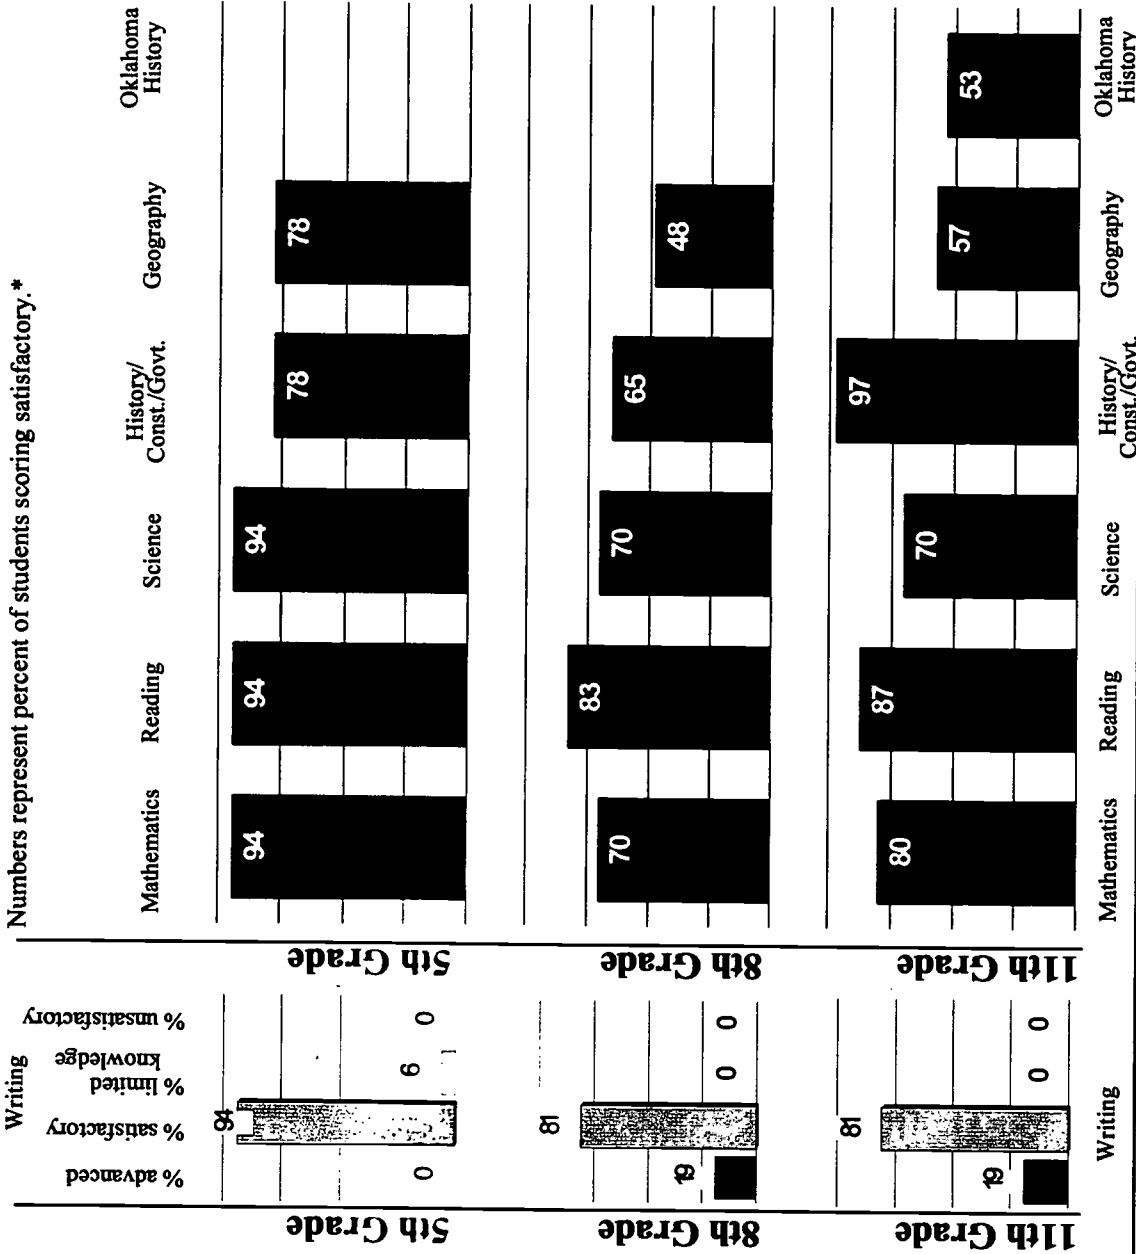 Numbers represent percent of students scoring satisfactory.*
Writing
% advanced
% satisfactory
% limited
knowledge
% unsatisfactory
Mathematics
Reading
Science
History/
Const./Govt.
Geography
Oklahoma
History
5th Grade
0
94
6
0
5th Grade
94
94
94
78
78
8th Grade
19
81
0
0
8th Grade
70
83
70
65
48
11th Grade
19
81
0
0
11th Grade
80
87
70
97
57
53
Writing
Mathematics
Reading
Science
History/
Const./Govt.
Geography
Oklahoma
History